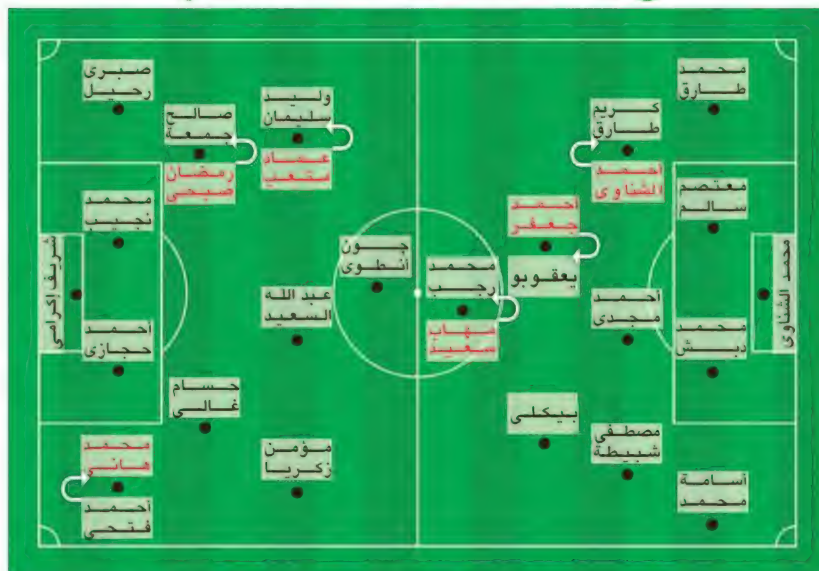 محمد
طارق
كريم
طارق
أحمد
الشناوى
معتصم
سالم
أحمد
جعفر
يعقوبو
محمد الشناوى
أحمد
مجدى
محمد
دبش
محمد
رجب
مهاب
سعيد
بيكلى
مصطفى
شبيطة
أسامة
محمد
وليد
سليمان
عماد
متعب
صبرى
رحيل
صالح
جمعة
رمضان
صبحى
جون
أنطوى
محمد
نجيب
عبد الله
السعيد
شريف إكرامى
أحمد
حجازى
حسام
غالى
مؤمن
زكريا
محمد
هانى
أحمد
فتحى